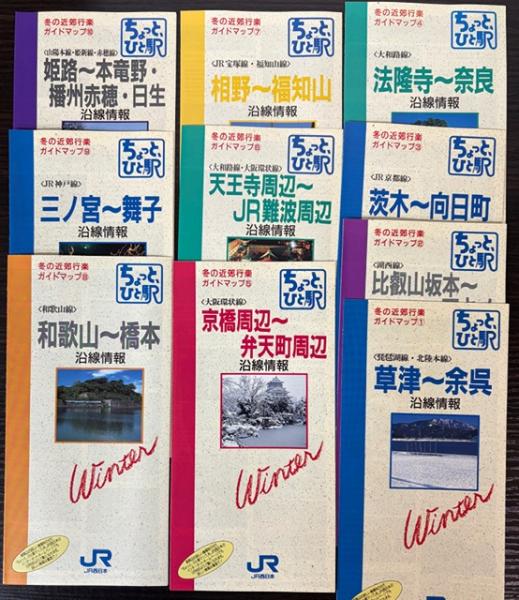 冬の近郊行楽
ガイドマップ⑩
ちょっと、
ひと駅
〈山陽本線・姫新線・赤穂線〉
姫路〜本竜野・
播州赤穂・日生
沿線情報
冬の近郊行楽
ガイドマップ⑦
ちょっと、
ひと駅
〈JR宝塚線・福知山線〉
相野〜福知山
沿線情報
冬の近郊行楽
ガイドマップ④
ちょっと、
ひと駅
〈大和路線〉
法隆寺〜奈良
沿線情報
冬の近郊行楽
ガイドマップ⑨
ちょっと、
ひと駅
〈JR神戸線〉
三ノ宮〜舞子
沿線情報
冬の近郊行楽
ガイドマップ⑥
ちょっと、
ひと駅
〈大和路線・大阪環状線〉
天王寺周辺〜
JR難波周辺
沿線情報
冬の近郊行楽
ガイドマップ③
ちょっと、
ひと駅
〈JR京都線〉
茨木〜向日町
沿線情報
冬の近郊行楽
ガイドマップ②
ちょっと、
ひと駅
〈湖西線〉
比叡山坂本〜
冬の近郊行楽
ガイドマップ⑧
ちょっと、
ひと駅
〈和歌山線〉
和歌山〜橋本
沿線情報
Winter
JR
JR西日本
冬の近郊行楽
ガイドマップ⑤
ちょっと、
ひと駅
〈大阪環状線〉
京橋周辺〜
弁天町周辺
沿線情報
Winter
JR
JR西日本
冬の近郊行楽
ガイドマップ①
ちょっと、
ひと駅
〈琵琶湖線・北陸本線〉
草津〜余呉
沿線情報
Winter
JR